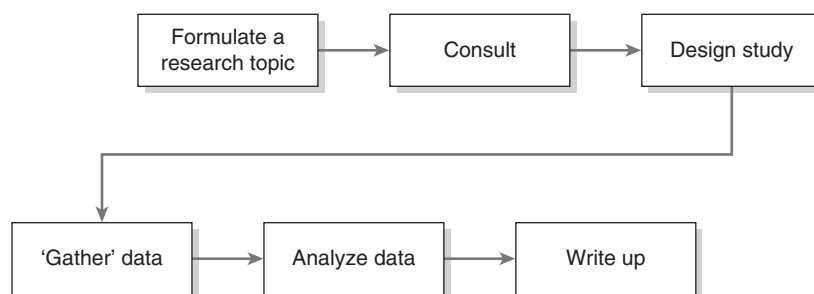 Formulate a
research topic
Consult
Design study
‘Gather’ data
Analyze data
Write up